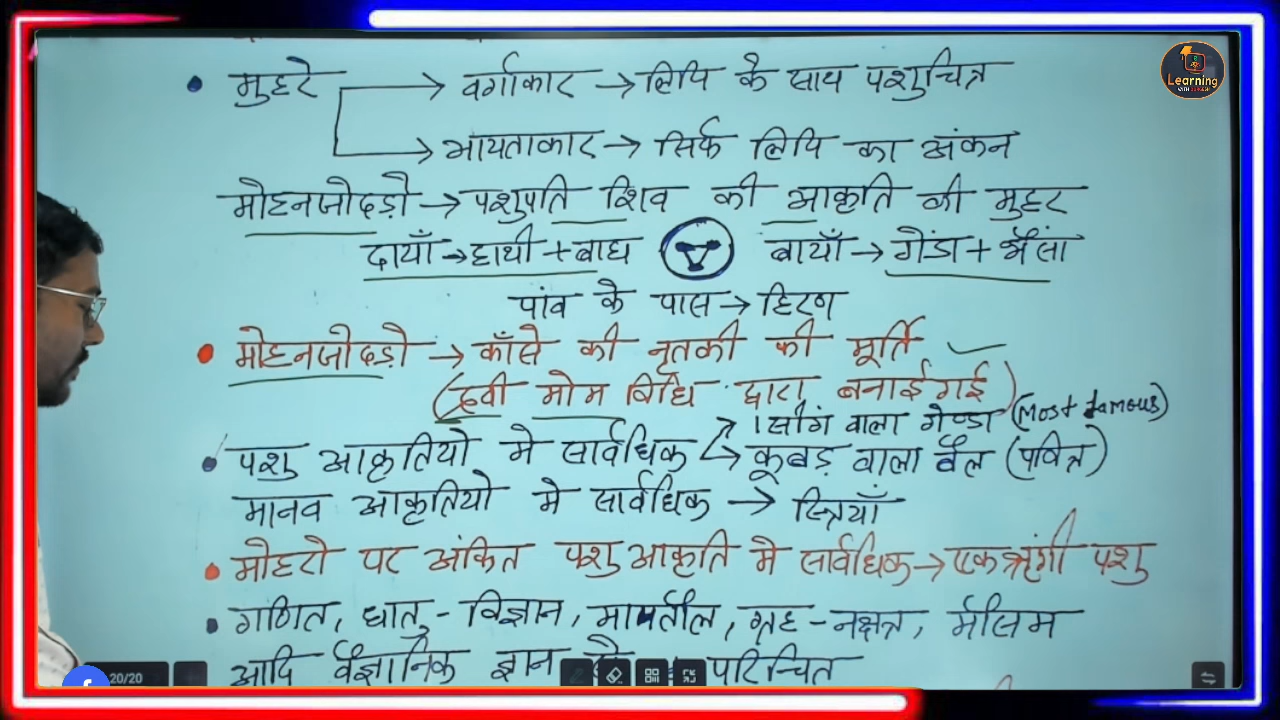 Learning
• मुहरे → वर्गाकार → लिपि के साथ पशुचित्र
→ आयताकार → सिर्फ लिपि का अंकन
मोहनजोदड़ो → पशुपति शिव की आकृति की मुहर
दायाँ → हाथी + बाघ बायाँ → गेंडा + भैंसा
पांव के पास → हिरण
• मोहनजोदड़ो → काँसे की नृतकी की मूर्ति
(द्रवी मोम विधि द्वारा बनाई गई)
→ 1 सींग वाला गेण्डा (Most famous)
• पशु आकृतियो मे सार्वधिक → कूबड़ वाला बैल (पवित्र)
मानव आकृतियो मे सार्वधिक → स्त्रियाँ
• मोहरो पर अंकित पशु आकृति मे सार्वधिक → एकश्रृंगी पशु
• गणित, धातु-विज्ञान, मापतौल, ग्रह-नक्षत्र, मौसम
आदि वैज्ञानिक ज्ञान से परिचित
20/20